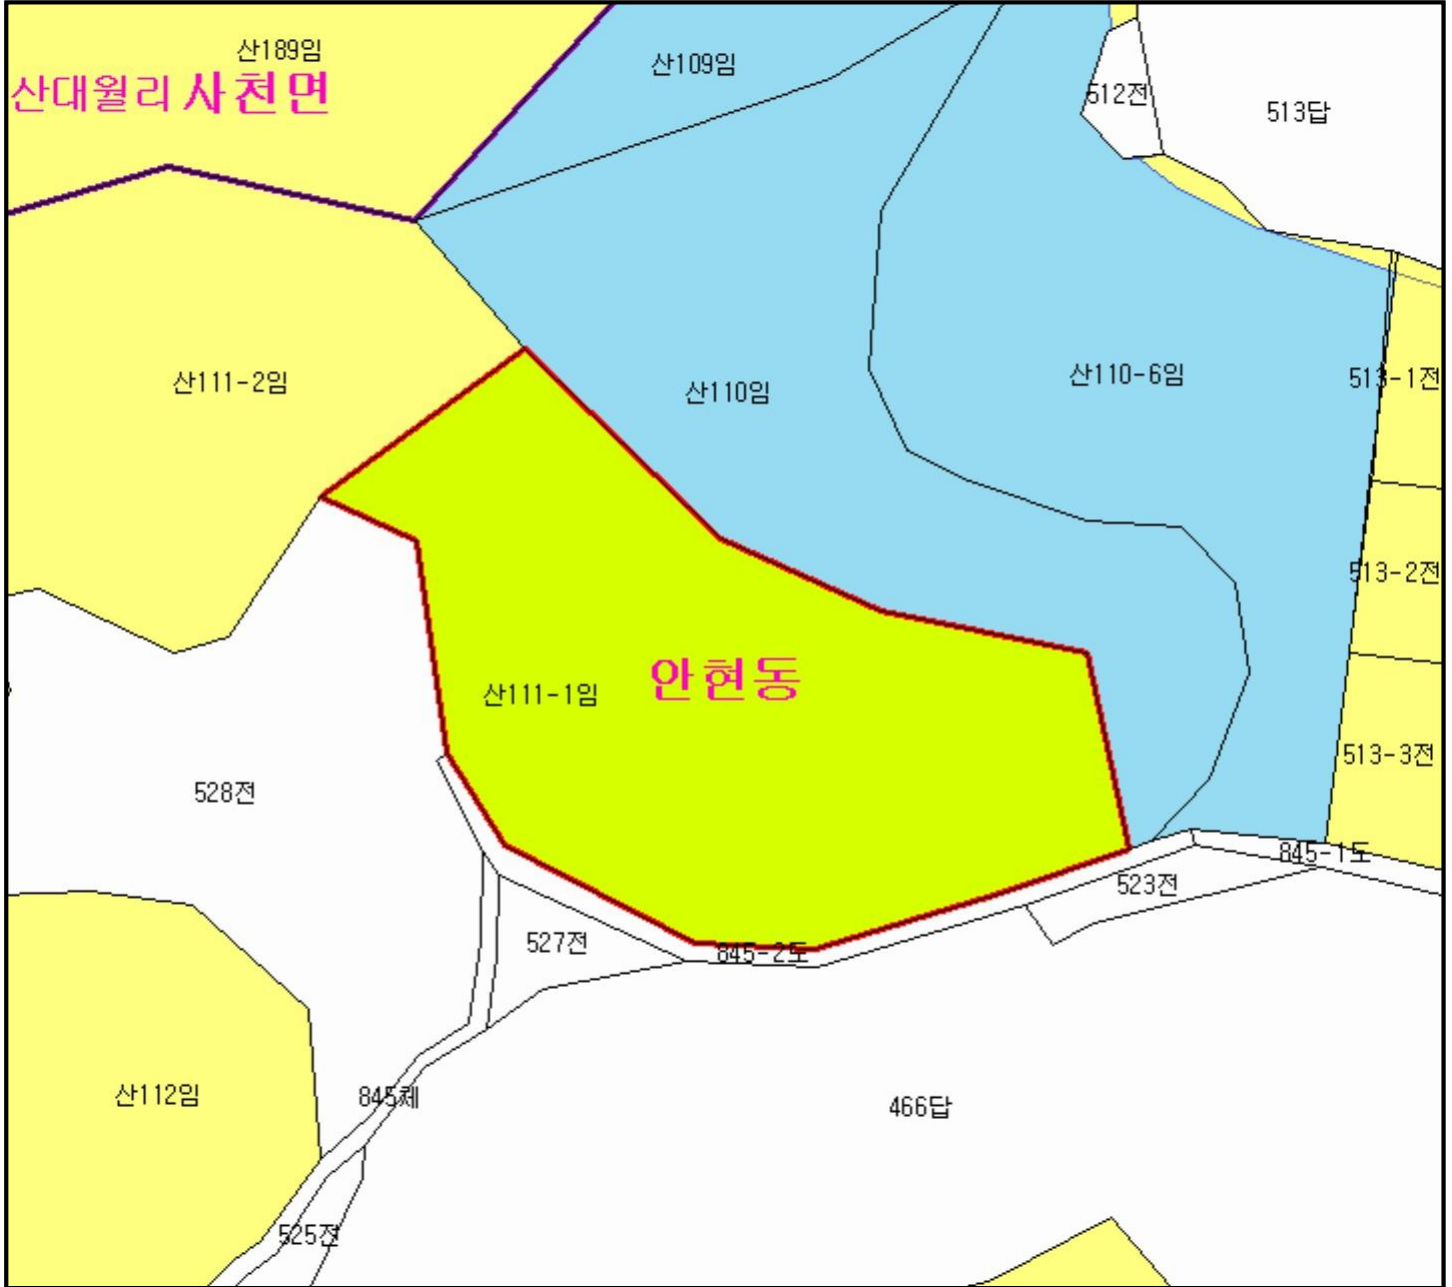 산189임
산109임
산대월리 사천면
512전
513답
산111-2임
산110임
산110-6임
513-1전
513-2전
산111-1임
안현동
513-3전
528전
845-1도
523전
527전
845-2도
산112임
845체
466답
525전